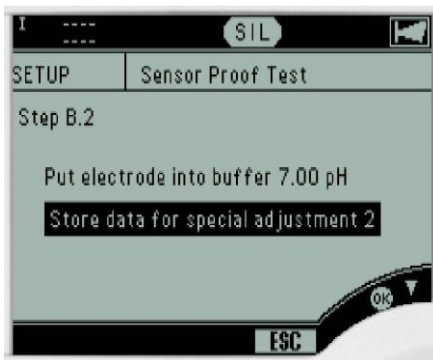 I ----
----
SIL
SETUP
Sensor Proof Test
Step B.2
Put electrode into buffer 7.00 pH
Store data for special adjustment 2
OK
ESC